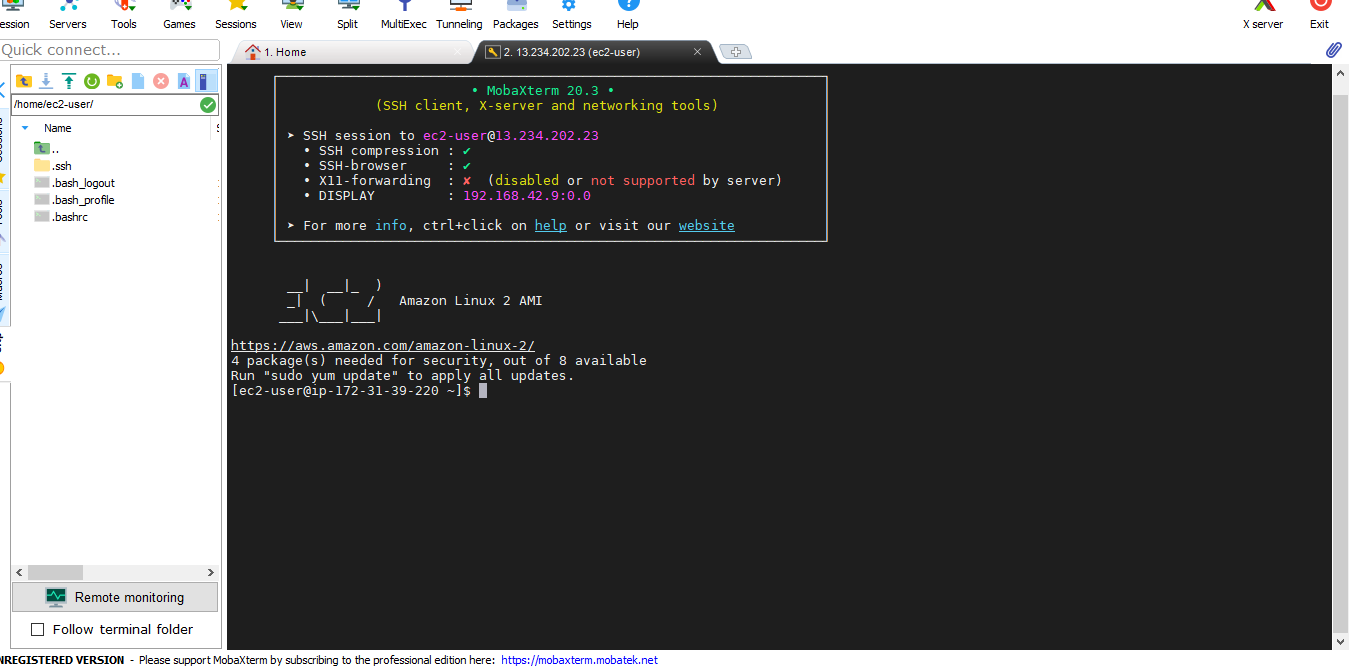 ession Servers Tools Games Sessions View Split MultiExec Tunneling Packages Settings Help X server Exit
Quick connect...
1. Home
2. 13.234.202.23 (ec2-user)
/home/ec2-user/
Name
..
.ssh
.bash_logout
.bash_profile
.bashrc
Remote monitoring
Follow terminal folder
• MobaXterm 20.3 •
(SSH client, X-server and networking tools)
➤ SSH session to ec2-user@13.234.202.23
• SSH compression : ✔
• SSH-browser : ✔
• X11-forwarding : ✘ (disabled or not supported by server)
• DISPLAY : 192.168.42.9:0.0
➤ For more info, ctrl+click on help or visit our website
__| __|_ )
_| ( / Amazon Linux 2 AMI
___|\___|___|
https://aws.amazon.com/amazon-linux-2/
4 package(s) needed for security, out of 8 available
Run "sudo yum update" to apply all updates.
[ec2-user@ip-172-31-39-220 ~]$
NREGISTERED VERSION - Please support MobaXterm by subscribing to the professional edition here: https://mobaxterm.mobatek.net